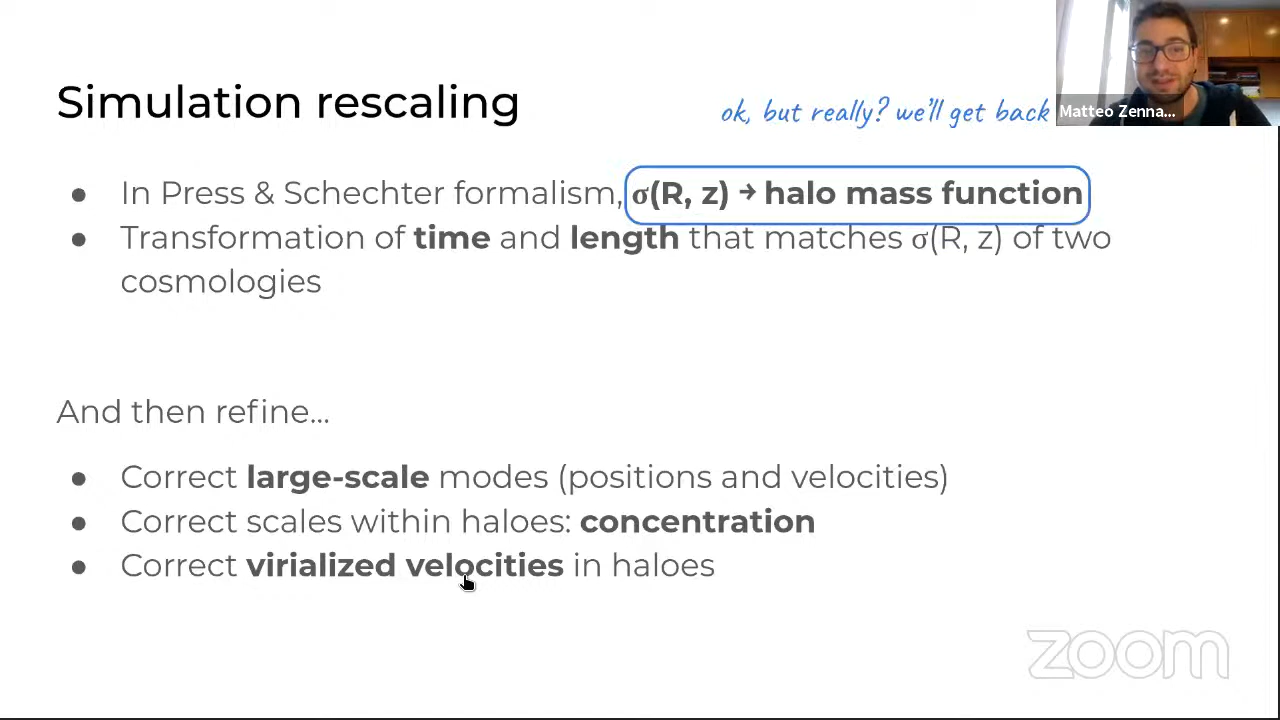 Simulation rescaling
ok, but really? we'll get back
Matteo Zenna...
● In Press & Schechter formalism, σ(R, z) → halo mass function
● Transformation of time and length that matches σ(R, z) of two
cosmologies
And then refine...
● Correct large-scale modes (positions and velocities)
● Correct scales within haloes: concentration
● Correct virialized velocities in haloes
zoom